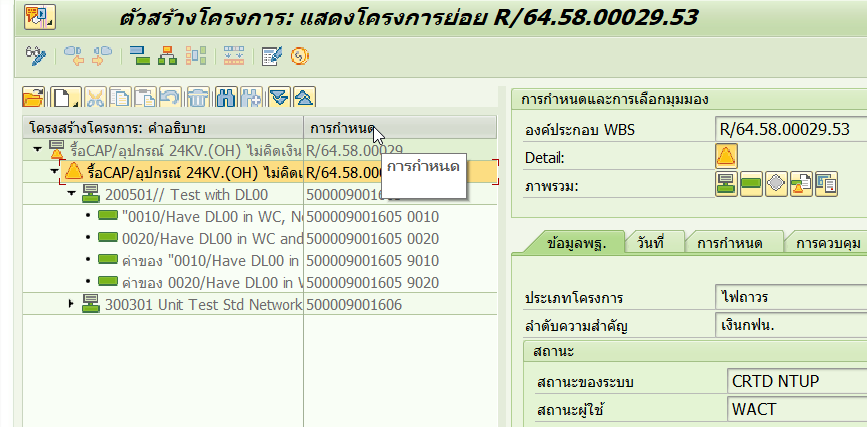 ตัวสร้างโครงการ: แสดงโครงการย่อย R/64.58.00029.53
โครงสร้างโครงการ: คำอธิบาย การกำหนด
รื้อCAP/อุปกรณ์ 24KV.(OH) ไม่คิดเงิน R/64.58.00029
รื้อCAP/อุปกรณ์ 24KV.(OH) ไม่คิดเ R/64.58.000
การกำหนด
200501// Test with DL00 500009001605
"0010/Have DL00 in WC, N 500009001605 0010
0020/Have DL00 in WC and 500009001605 0020
ค่าของ "0010/Have DL00 in 500009001605 9010
ค่าของ 0020/Have DL00 in W 500009001605 9020
300301 Unit Test Std Network 500009001606
การกำหนดและการเลือกมุมมอง
องค์ประกอบ WBS R/64.58.00029.53
Detail:
ภาพรวม:
ข้อมูลพฐ. วันที่ การกำหนด การควบคุม
ประเภทโครงการ ไฟถาวร
ลำดับความสำคัญ เงินกฟน.
สถานะ
สถานะของระบบ CRTD NTUP
สถานะผู้ใช้ WACT